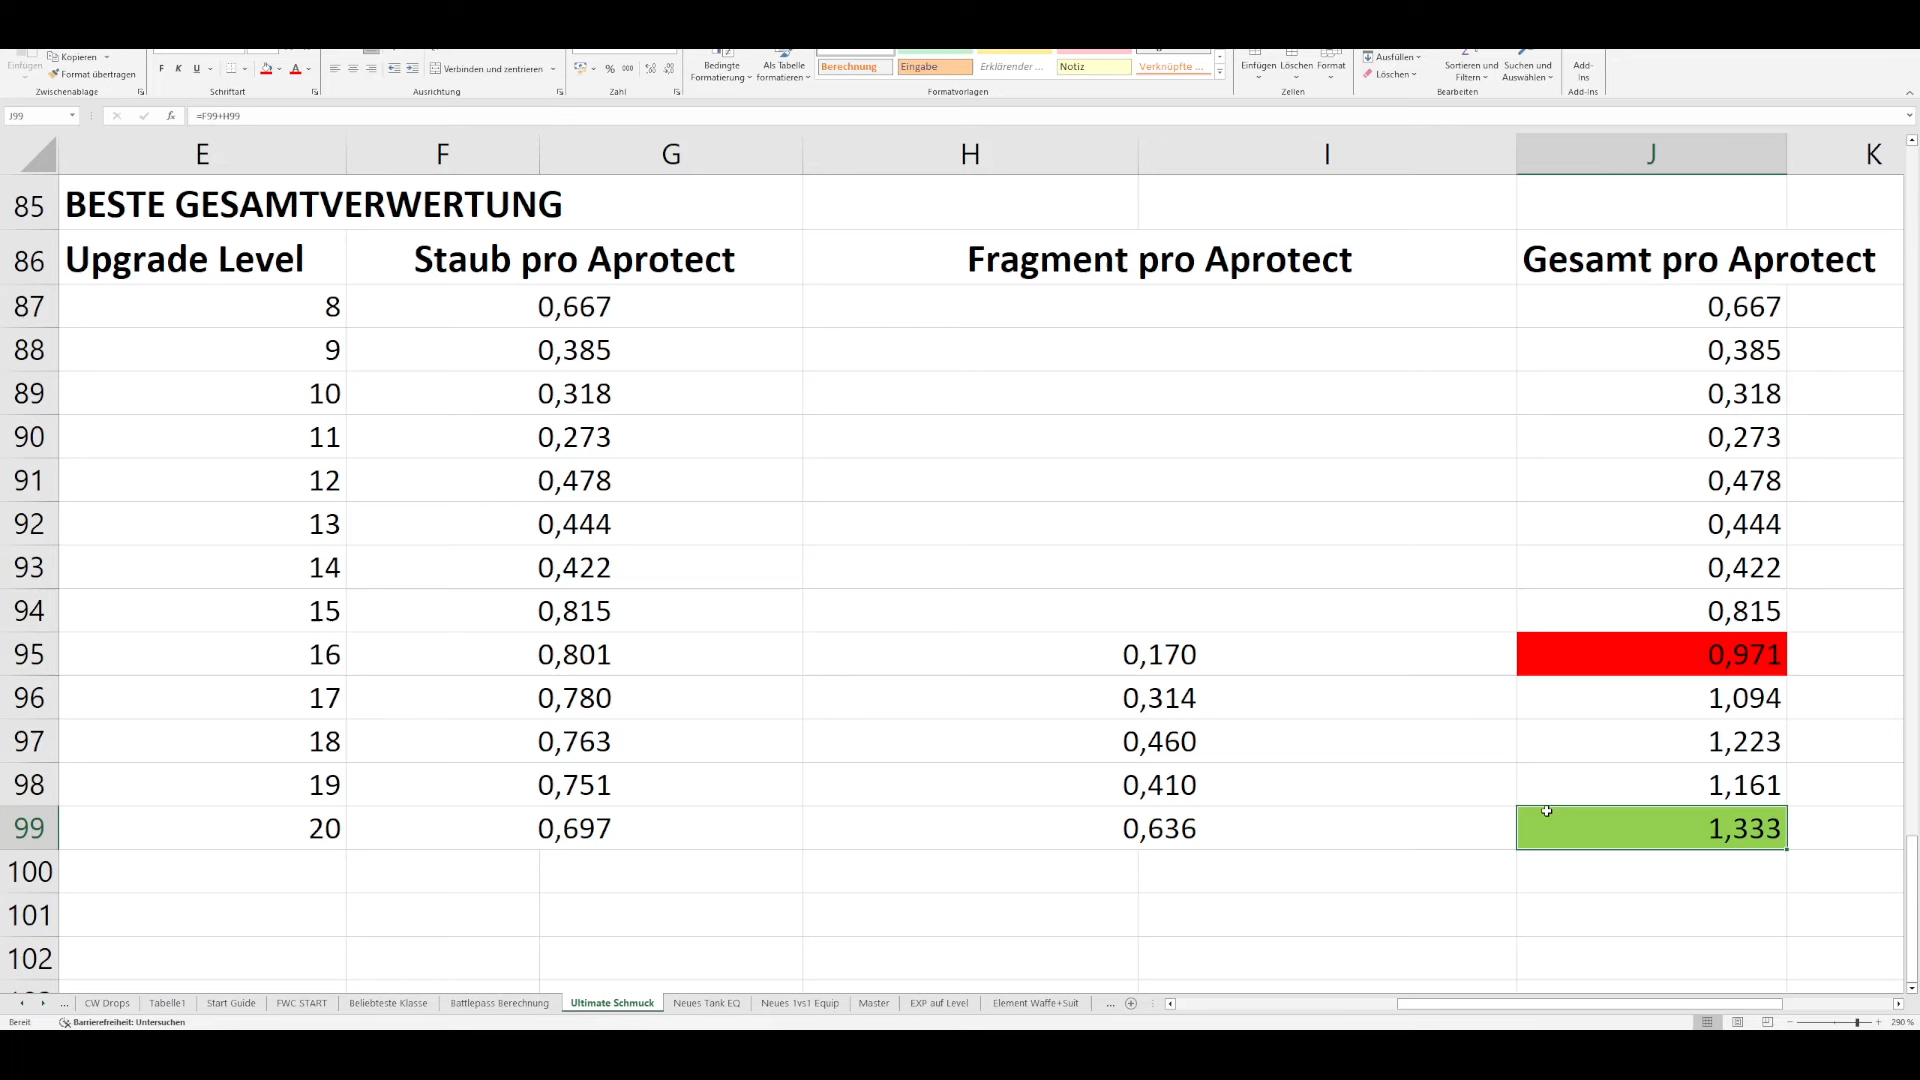 Einfügen Kopieren
Format übertragen
Zwischenablage
F K U
Schriftart
Verbinden und zentrieren
Ausrichtung
% 000
Zahl
Bedingte Formatierung
Als Tabelle formatieren
Berechnung Eingabe Erklärender ... Notiz Verknüpfte ...
Formatvorlagen
Einfügen Löschen Format
Zellen
Ausfüllen
Löschen
Sortieren und Filtern
Suchen und Auswählen
Bearbeiten
Add-Ins
Add-Ins
J99 fx =F99+H99
E F G H I J K
85 BESTE GESAMTVERWERTUNG
86 Upgrade Level Staub pro Aprotect Fragment pro Aprotect Gesamt pro Aprotect
87 8 0,667 0,667
88 9 0,385 0,385
89 10 0,318 0,318
90 11 0,273 0,273
91 12 0,478 0,478
92 13 0,444 0,444
93 14 0,422 0,422
94 15 0,815 0,815
95 16 0,801 0,170 0,971
96 17 0,780 0,314 1,094
97 18 0,763 0,460 1,223
98 19 0,751 0,410 1,161
99 20 0,697 0,636 1,333
100
101
102
... CW Drops Tabelle1 Start Guide FWC START Beliebteste Klasse Battlepass Berechnung Ultimate Schmuck Neues Tank EQ Neues 1vs1 Equip Master EXP auf Level Element Waffe+Suit ...
Bereit Barrierefreiheit: Untersuchen 290 %